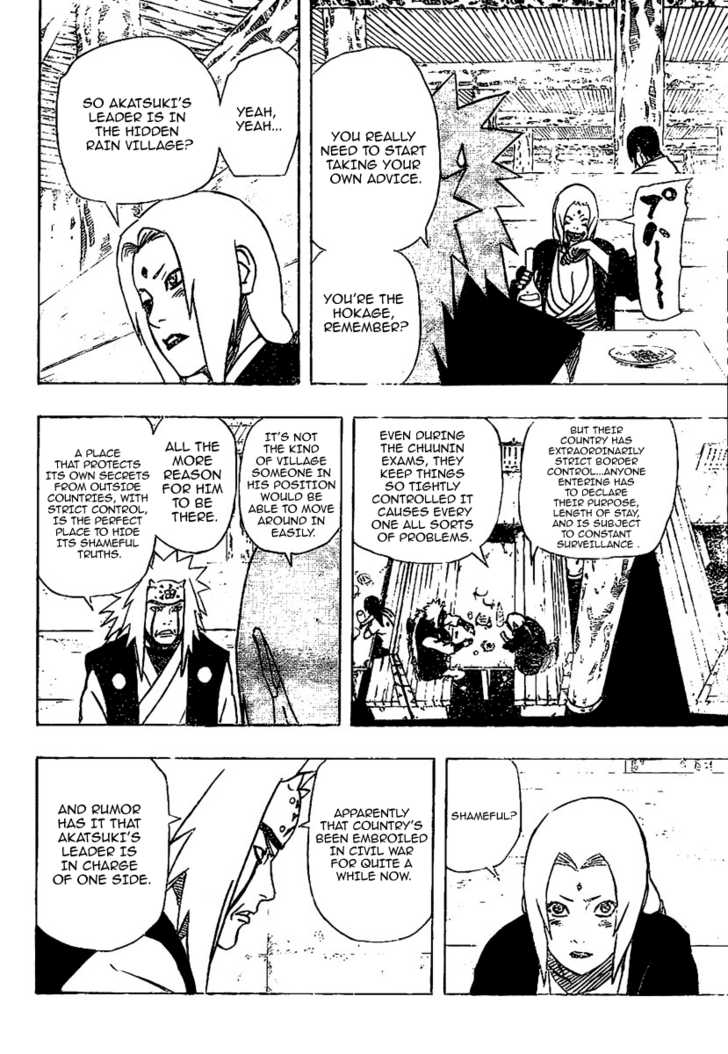 YOU REALLY
NEED TO START
TAKING YOUR
OWN ADVICE.
YOU'RE THE
HOKAGE,
REMEMBER?
プハー
YEAH,
YEAH...
SO AKATSUKI'S
LEADER IS IN
THE HIDDEN
RAIN VILLAGE?
BUT THEIR
COUNTRY HAS
EXTRAORDINARILY
STRICT BORDER
CONTROL...ANYONE
ENTERING HAS
TO DECLARE
THEIR PURPOSE,
LENGTH OF STAY,
AND IS SUBJECT
TO CONSTANT
SURVEILLANCE .
EVEN DURING
THE CHUUNIN
EXAMS, THEY
KEEP THINGS
SO TIGHTLY
CONTROLLED IT
CAUSES EVERY
ONE ALL SORTS
OF PROBLEMS.
IT'S NOT
THE KIND
OF VILLAGE
SOMEONE IN
HIS POSITION
WOULD BE
ABLE TO MOVE
AROUND IN
EASILY.
ALL THE
MORE
REASON
FOR HIM
TO BE
THERE.
A PLACE
THAT PROTECTS
ITS OWN SECRETS
FROM OUTSIDE
COUNTRIES, WITH
STRICT CONTROL,
IS THE PERFECT
PLACE TO HIDE
ITS SHAMEFUL
TRUTHS.
油
SHAMEFUL?
APPARENTLY
THAT COUNTRY'S
BEEN EMBROILED
IN CIVIL WAR
FOR QUITE A
WHILE NOW.
AND RUMOR
HAS IT THAT
AKATSUKI'S
LEADER IS
IN CHARGE
OF ONE SIDE.